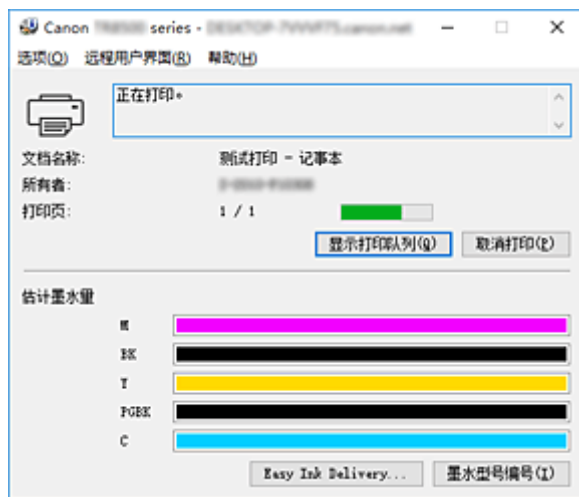 Canon series -
选项(O) 远程用户界面(R) 帮助(H)
正在打印。
文档名称: 测试打印 - 记事本
所有者:
打印页: 1 / 1
显示打印队列(Q) 取消打印(P)
估计墨水量
M
BK
Y
PGBK
C
Easy Ink Delivery... 墨水型号编号(I)